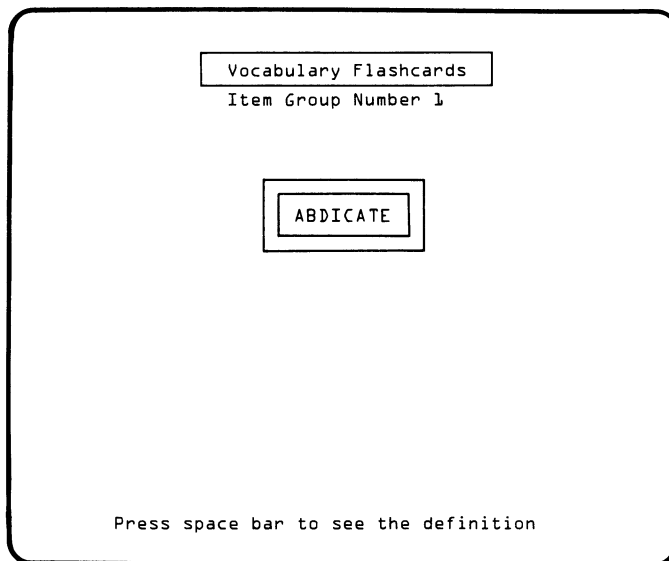 Vocabulary Flashcards
Item Group Number 1
ABDICATE
Press space bar to see the definition